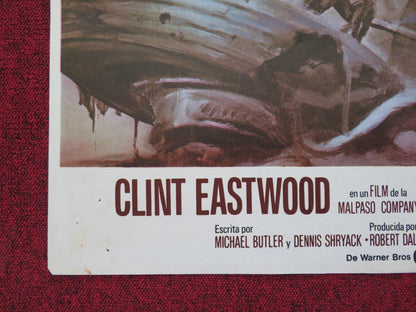 CLINT EASTWOOD
en un FILM de la
MALPASO COMPANY
Escrita por
MICHAEL BUTLER y DENNIS SHRYACK •
Producida por
ROBERT DAL
De Warner Bros